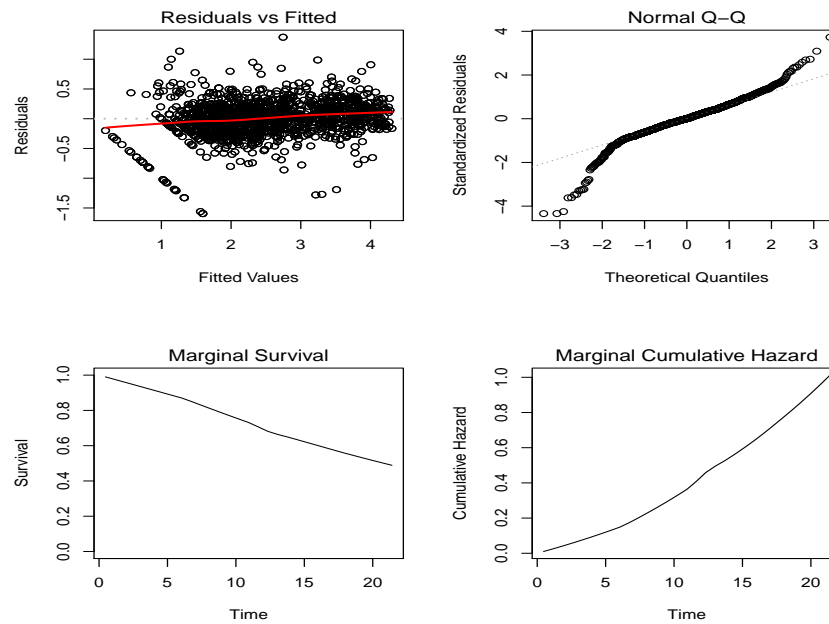 Residuals vs Fitted
Residuals
0.5
−0.5
−1.5
1 2 3 4
Fitted Values
Normal Q−Q
Standardized Residuals
4
2
0
−2
−4
−3 −2 −1 0 1 2 3
Theoretical Quantiles
Marginal Survival
Survival
1.0
0.8
0.6
0.4
0.2
0.0
0 5 10 15 20
Time
Marginal Cumulative Hazard
Cumulative Hazard
1.0
0.8
0.6
0.4
0.2
0.0
0 5 10 15 20
Time